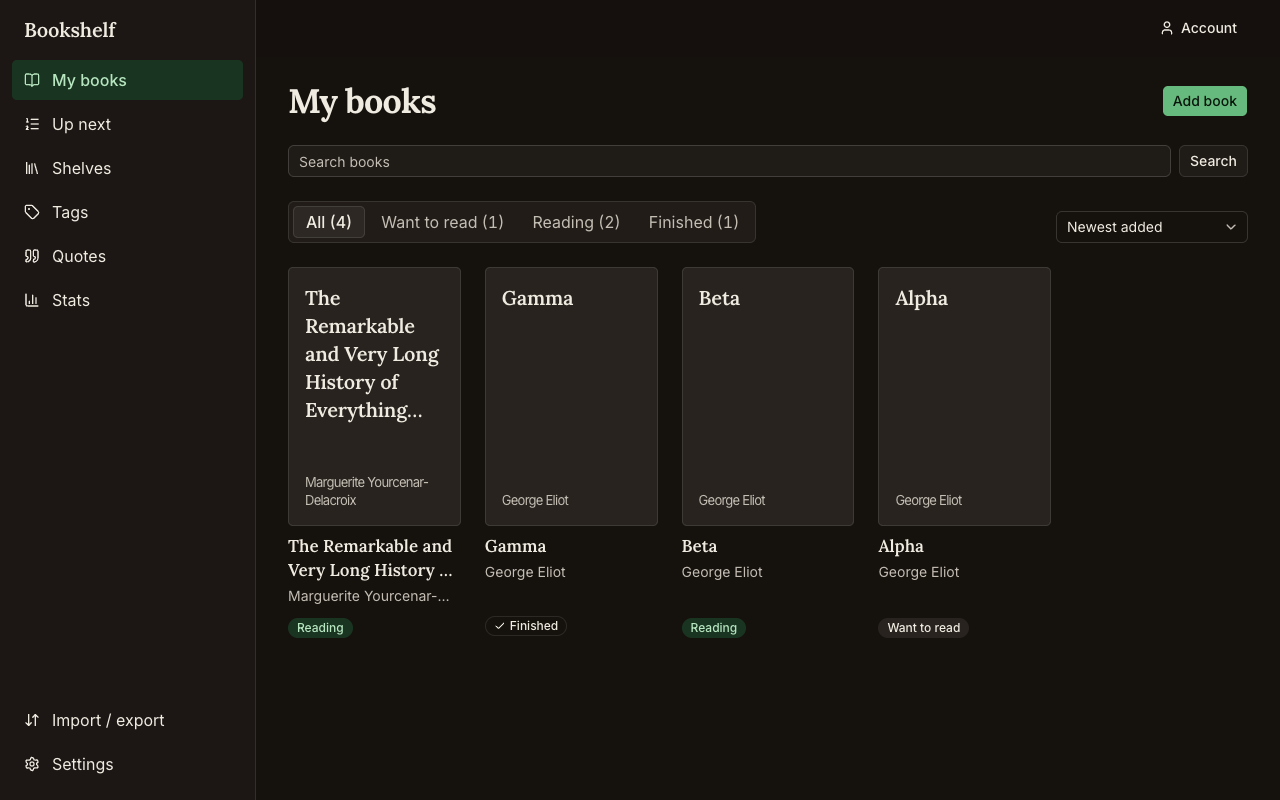 Bookshelf
Account
My books
Up next
Shelves
Tags
Quotes
Stats
Import / export
Settings
My books
Add book
Search books
Search
All (4)
Want to read (1)
Reading (2)
Finished (1)
Newest added
The
Remarkable
and Very Long
History of
Everything...
Marguerite Yourcenar-
Delacroix
The Remarkable and
Very Long History ...
Marguerite Yourcenar-...
Reading
Gamma
George Eliot
Gamma
George Eliot
Finished
Beta
George Eliot
Beta
George Eliot
Reading
Alpha
George Eliot
Alpha
George Eliot
Want to read